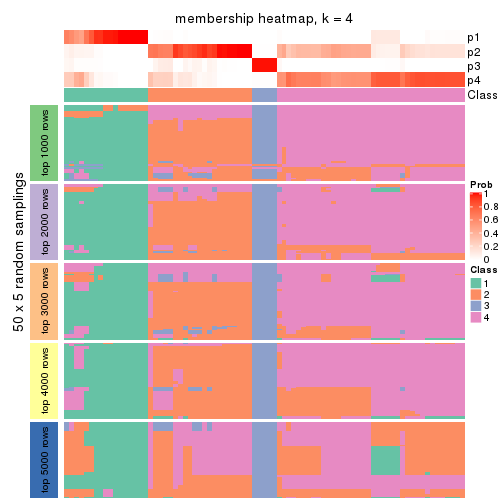 membership heatmap, k = 4
p1
p2
p3
p4
Class
50 x 5 random samplings
top 1000 rows
top 2000 rows
top 3000 rows
top 4000 rows
top 5000 rows
Prob
1
0.8
0.6
0.4
0.2
0
Class
1
2
3
4